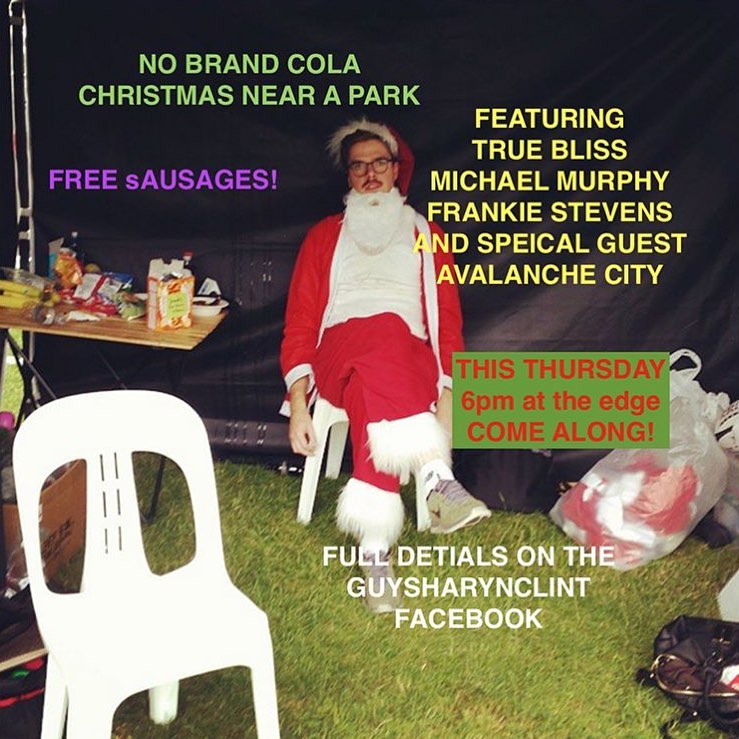 NO BRAND COLA
CHRISTMAS NEAR A PARK
FREE sAUSAGES!
FEATURING
TRUE BLISS
MICHAEL MURPHY
FRANKIE STEVENS
AND SPEICAL GUEST
AVALANCHE CITY
THIS THURSDAY
6pm at the edge
COME ALONG!
FULL DETIALS ON THE
GUYSHARYNCLINT
FACEBOOK